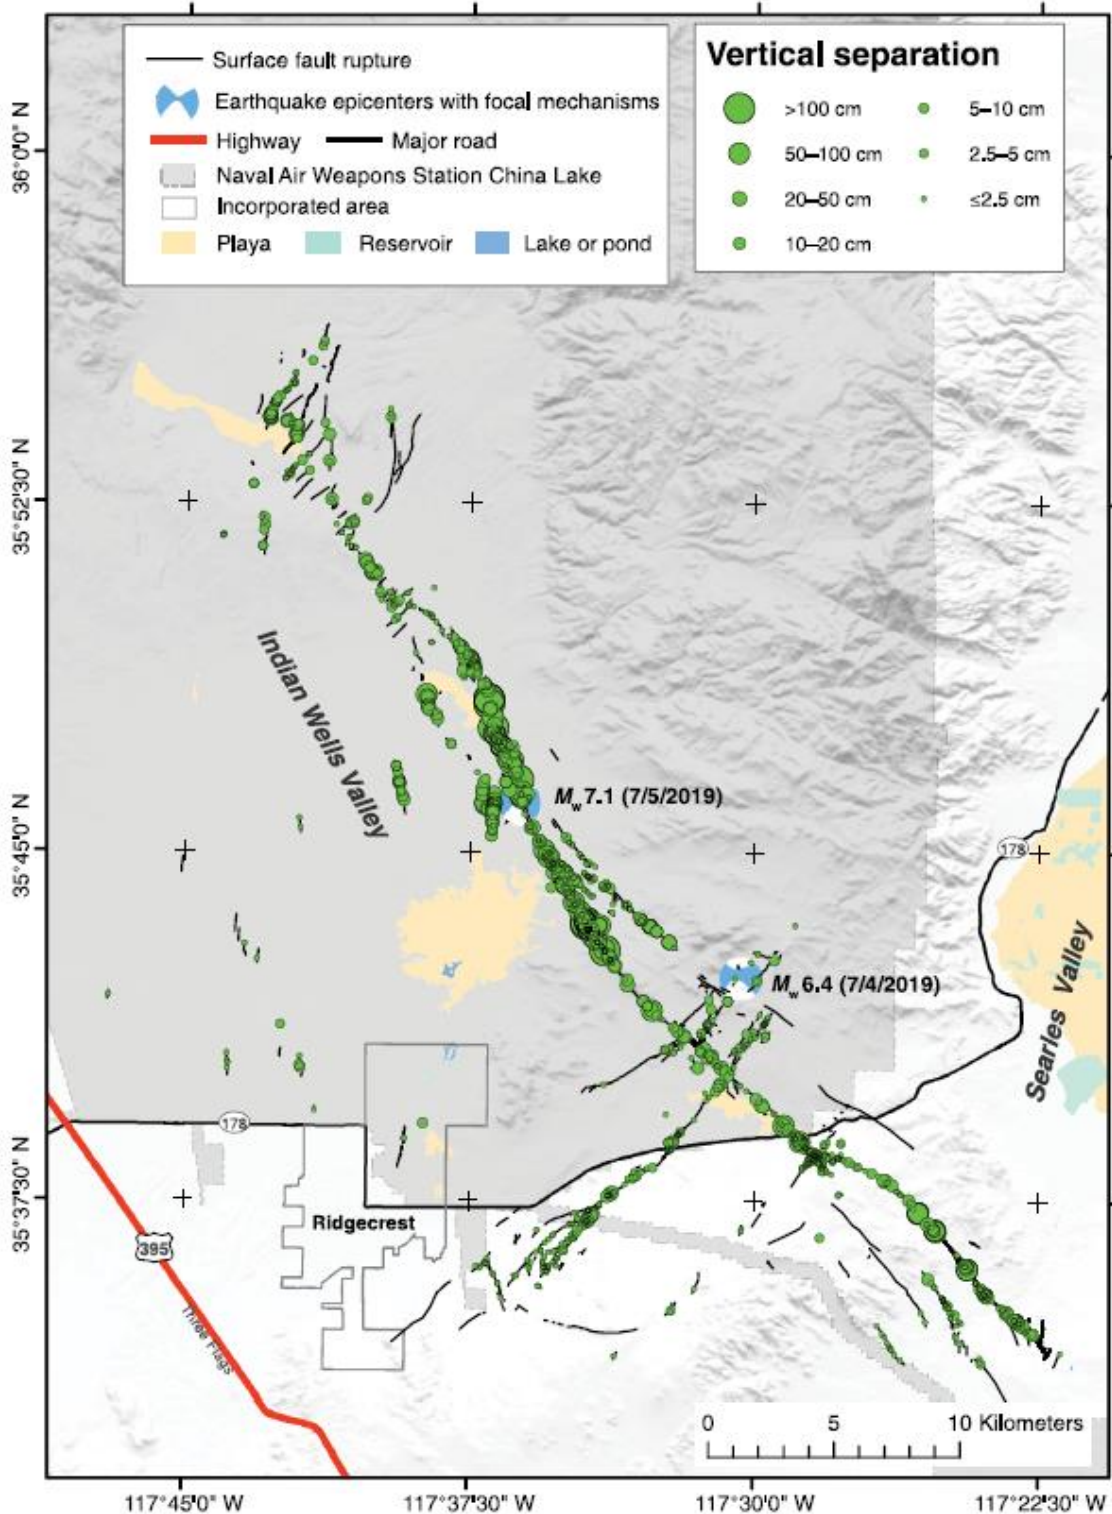 Surface fault rupture
Earthquake epicenters with focal mechanisms
Highway Major road
Naval Air Weapons Station China Lake
Incorporated area
Playa Reservoir Lake or pond
Vertical separation
>100 cm 5–10 cm
50–100 cm 2.5–5 cm
20–50 cm ≤2.5 cm
10–20 cm
36°0'0" N
35°52'30" N
35°45'0" N
35°37'30" N
Indian Wells Valley
Mw 7.1 (7/5/2019)
178
Mw 6.4 (7/4/2019)
Searles Valley
178
Ridgecrest
395
Three Flags
0 5 10 Kilometers
117°45'0" W 117°37'30" W 117°30'0" W 117°22'30" W